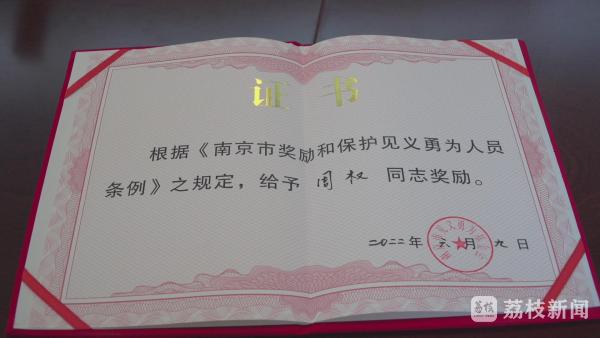 证书
根据《南京市奖励和保护见义勇为人员
条例》之规定，给予 周权 同志奖励。
二〇二二年 六月 九日
荔枝 荔枝新闻